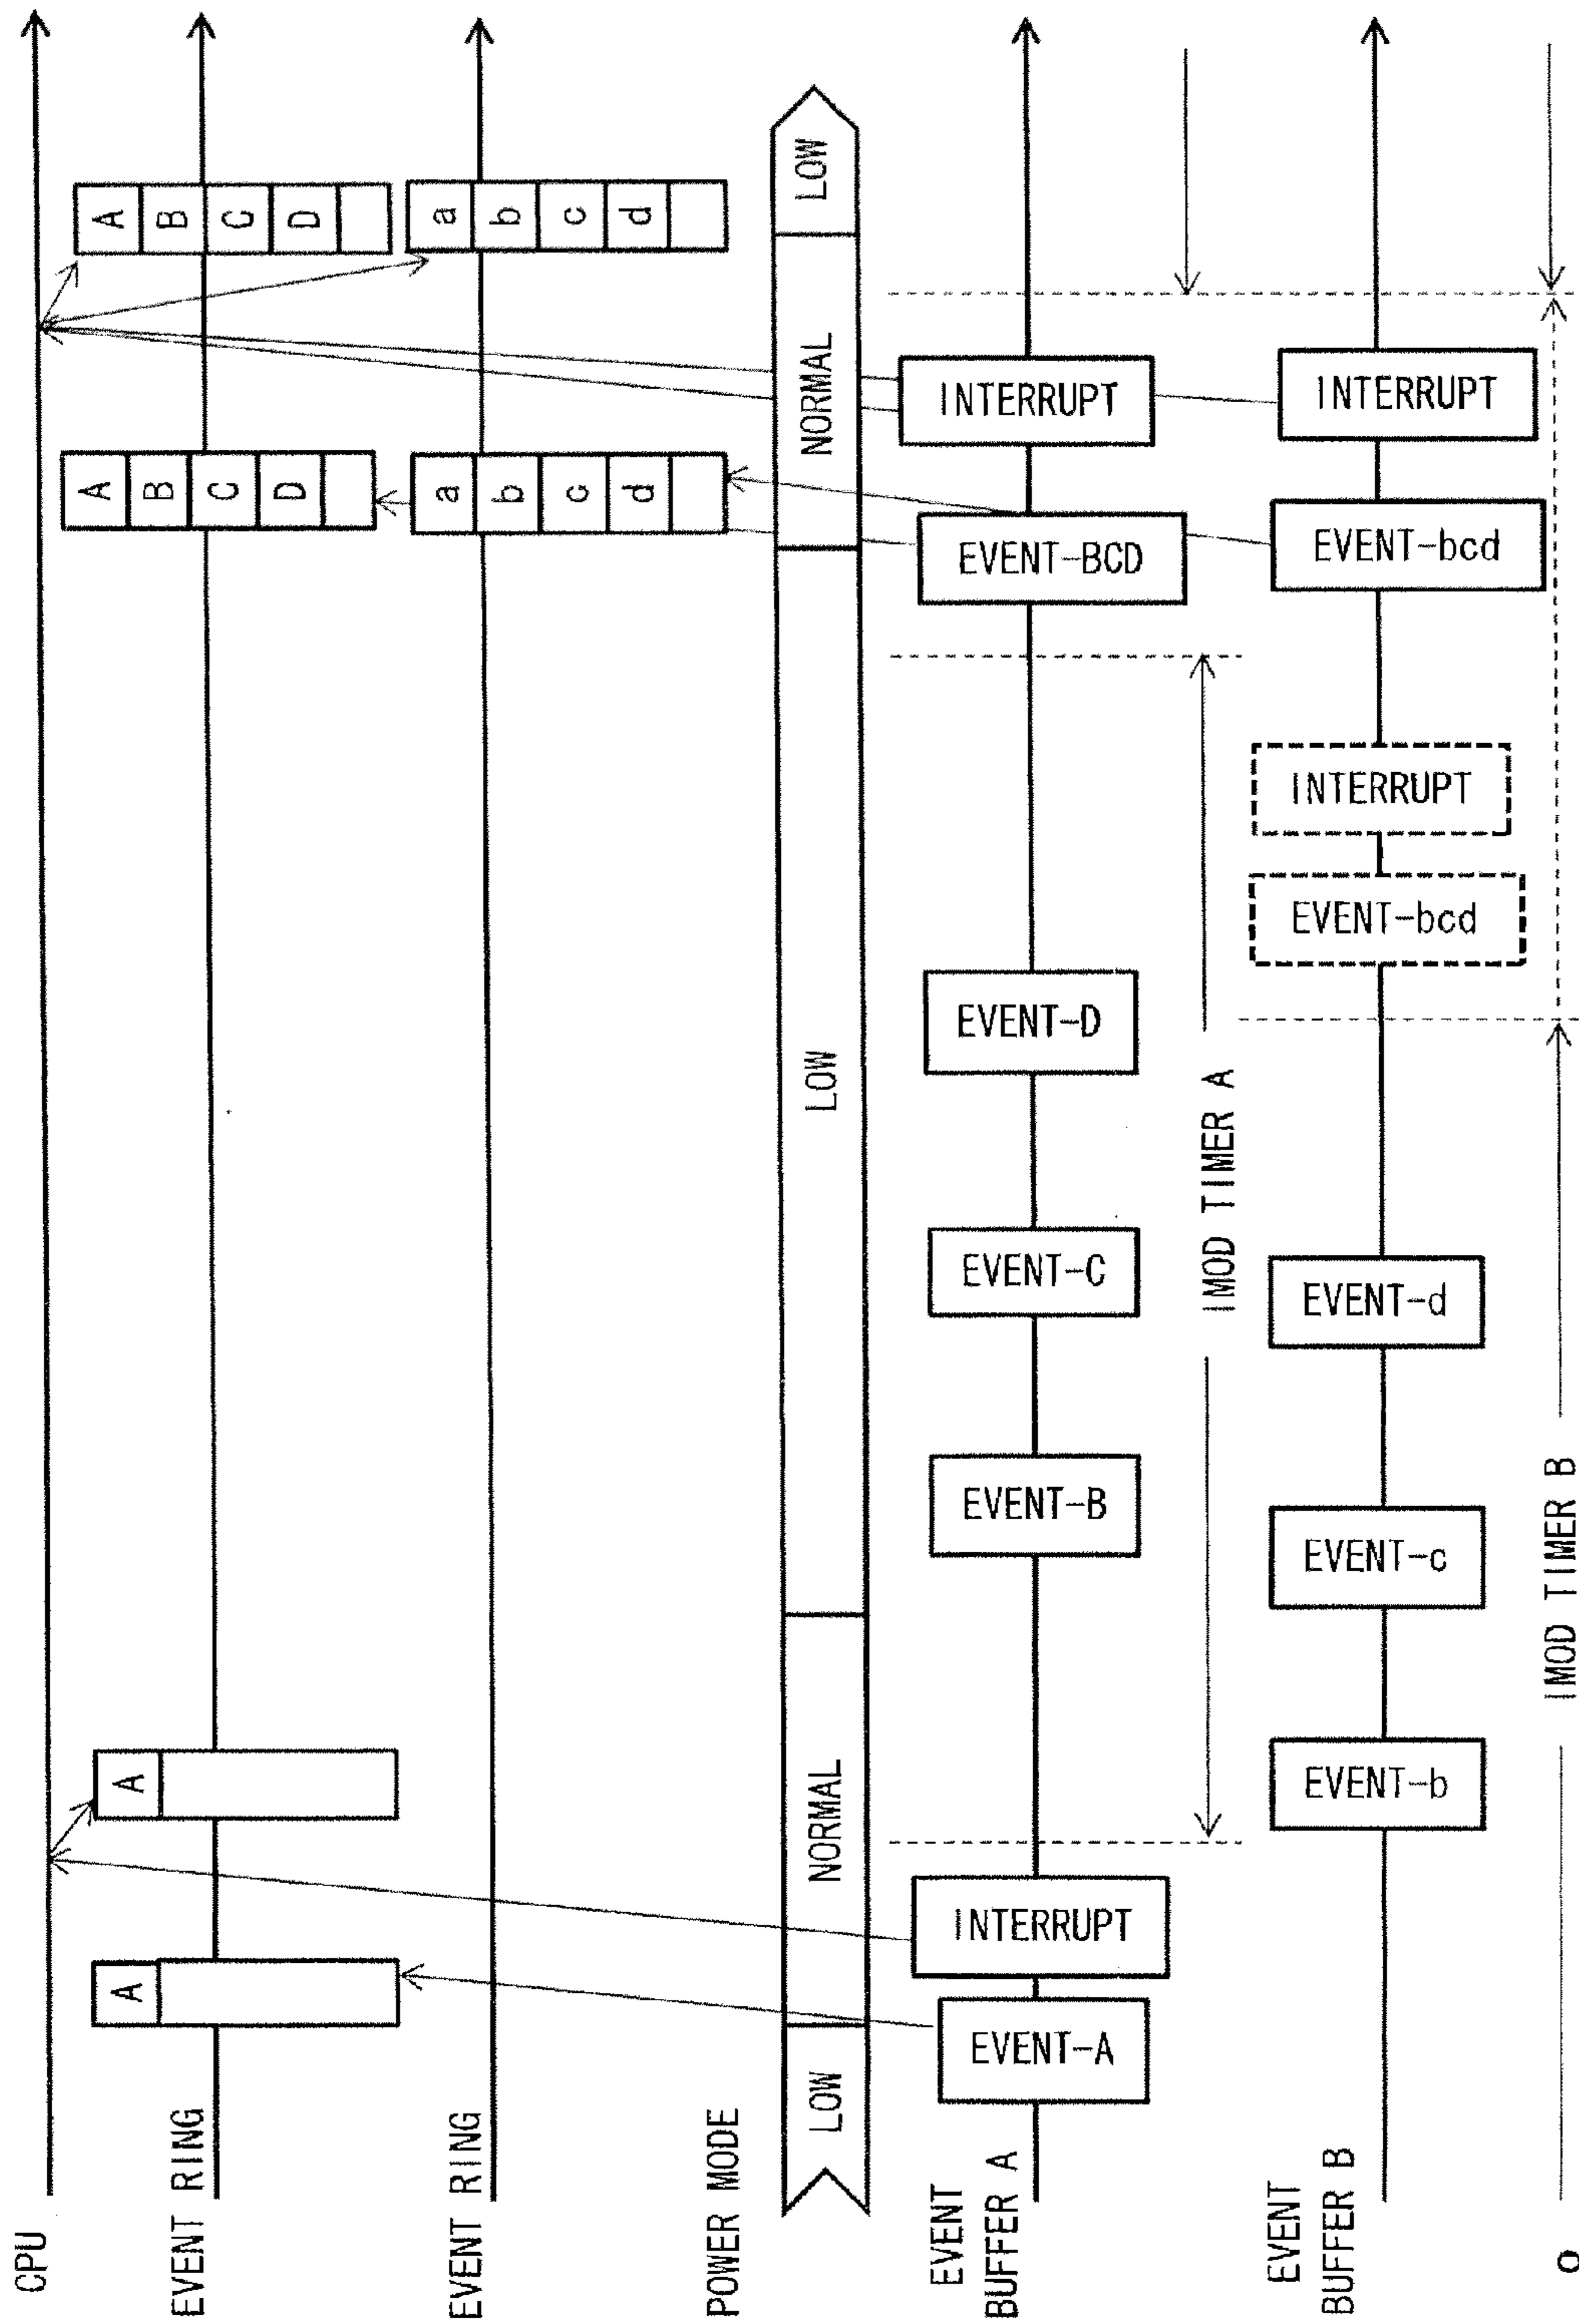 CPU
EVENT RING
A
A
A
B
C
D
A
B
G
D
EVENT RING
a
b
c
d
a
b
c
d
POWER MODE
LOW
NORMAL
LOW
NORMAL
LOW
EVENT
BUFFER A
EVENT-A
INTERRUPT
EVENT-B
EVENT-C
EVENT-D
EVENT-BCD
INTERRUPT
IMOD TIMER A
EVENT
BUFFER B
EVENT-b
EVENT-c
EVENT-d
EVENT-bcd
INTERRUPT
EVENT-bcd
INTERRUPT
O
IMOD TIMER B